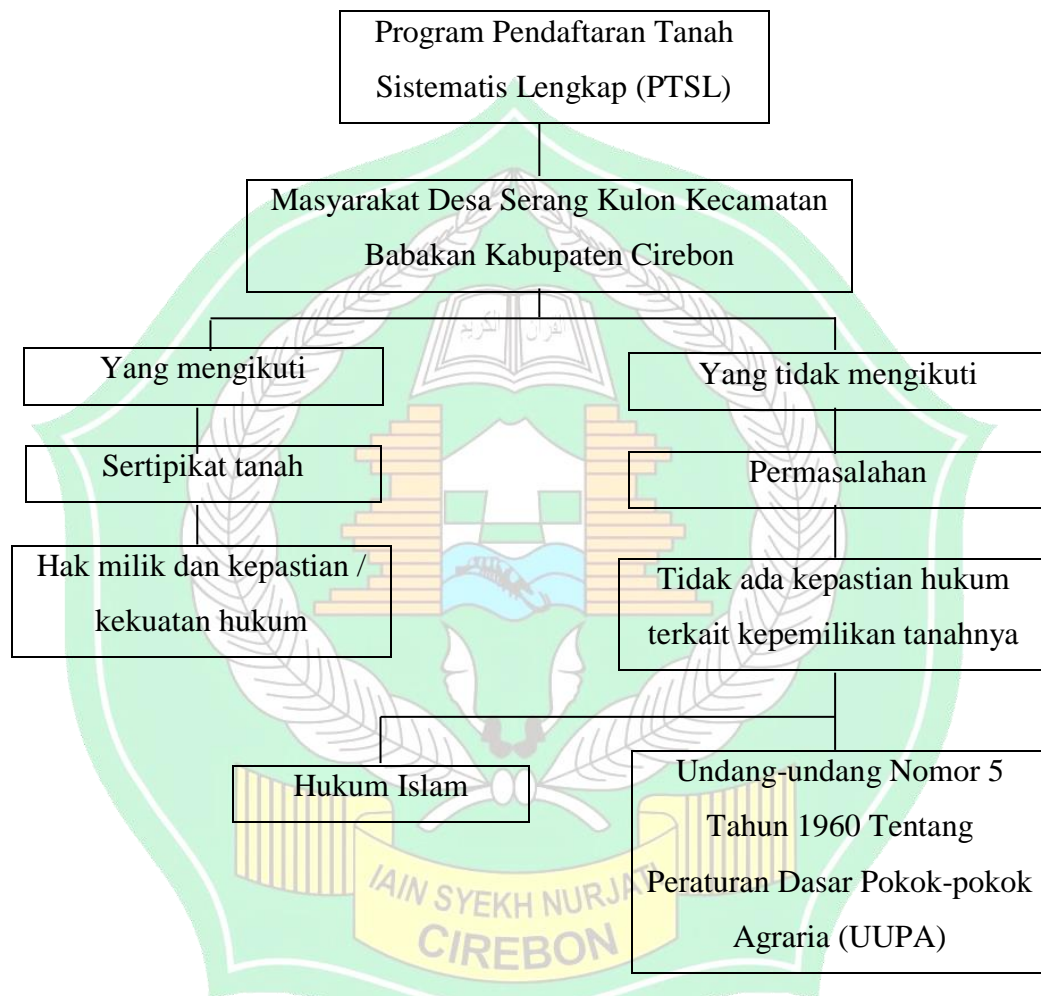 Program Pendaftaran Tanah
Sistematis Lengkap (PTSL)
Masyarakat Desa Serang Kulon Kecamatan
Babakan Kabupaten Cirebon
القرآن الكريم
Yang mengikuti
Yang tidak mengikuti
Sertipikat tanah
Permasalahan
Hak milik dan kepastian /
kekuatan hukum
Tidak ada kepastian hukum
terkait kepemilikan tanahnya
Hukum Islam
Undang-undang Nomor 5
Tahun 1960 Tentang
Peraturan Dasar Pokok-pokok
Agraria (UUPA)
IAIN SYEKH NURJATI
CIREBON